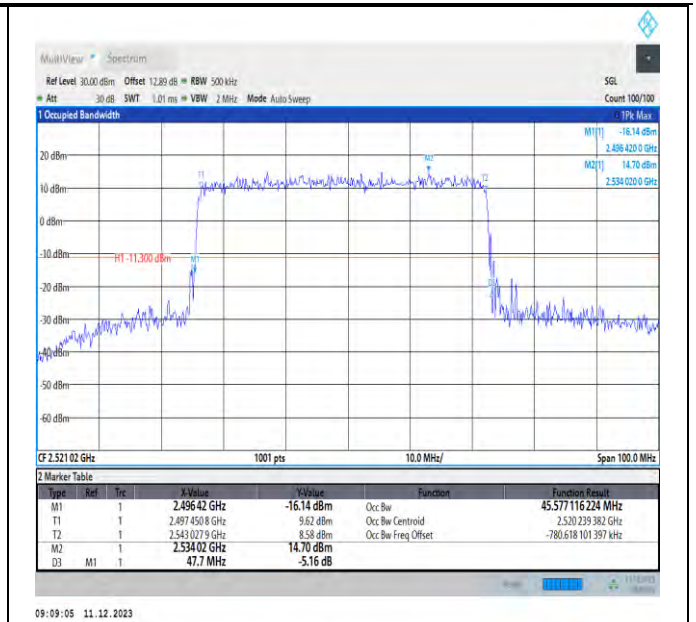 MultiView Spectrum
Ref Level 30.00 dBm Offset 12.89 dB RBW 500 kHz SGL
Att 30 dB SWT 1.01 ms VBW 2 MHz Mode Auto Sweep Count 100/100
1 Occupied Bandwidth 1Pk Max
M1[1] -16.14 dBm
2.496 420 0 GHz
M2[1] 14.70 dBm
2.534 020 0 GHz
20 dBm
M2
T1 T2
10 dBm
0 dBm
-10 dBm
H1 -11.300 dBm M1
-20 dBm
-30 dBm
-40 dBm
-50 dBm
-60 dBm
CF 2.521 02 GHz 1001 pts 10.0 MHz/ Span 100.0 MHz
2 Marker Table
Type Ref Trc X-Value Y-Value Function Function Result
M1 1 2.496 42 GHz -16.14 dBm Occ Bw 45.577 116 224 MHz
T1 1 2.497 450 8 GHz 9.62 dBm Occ Bw Centroid 2.520 239 382 GHz
T2 1 2.543 027 9 GHz 8.58 dBm Occ Bw Freq Offset -780.618 101 397 kHz
M2 1 2.534 02 GHz 14.70 dBm
D3 M1 1 47.7 MHz -5.16 dB
09:09:05 11.12.2023